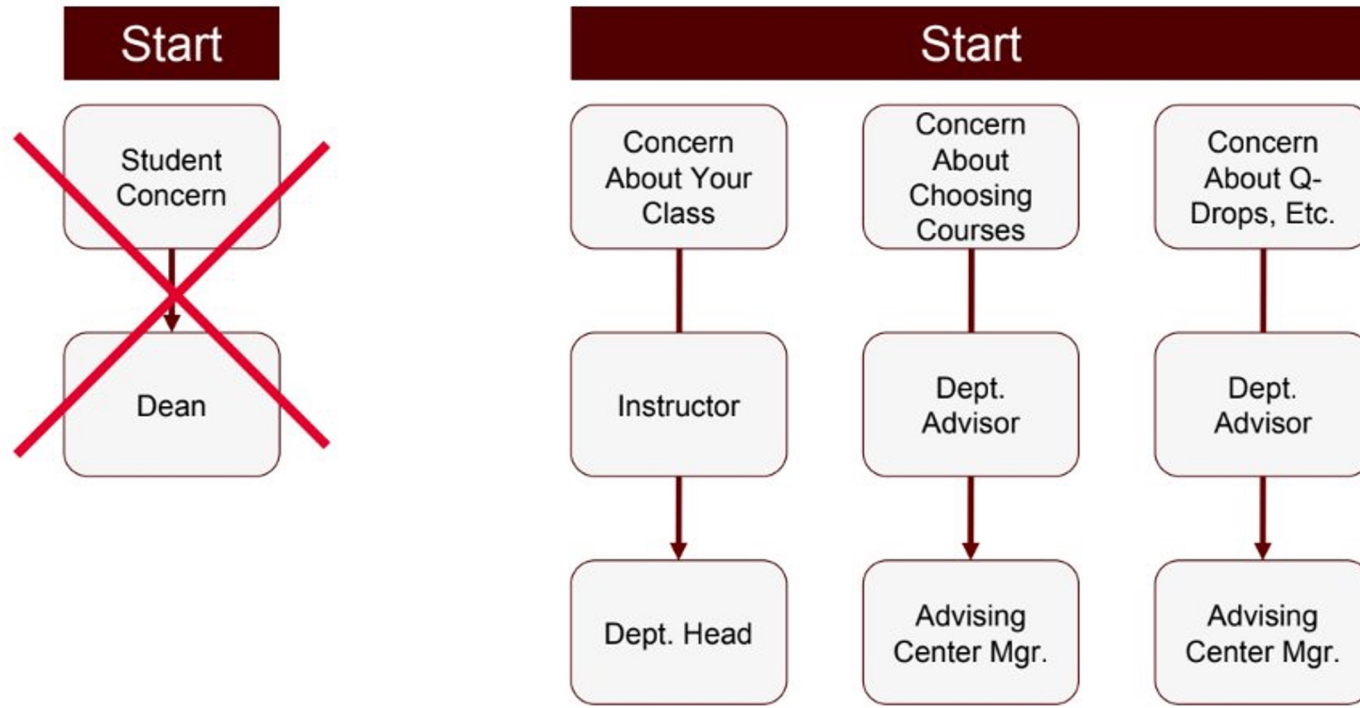 Start
Student
Concern
Dean
Start
Concern
About Your
Class
Instructor
Dept. Head
Concern
About
Choosing
Courses
Dept.
Advisor
Advising
Center Mgr.
Concern
About Q-
Drops, Etc.
Dept.
Advisor
Advising
Center Mgr.